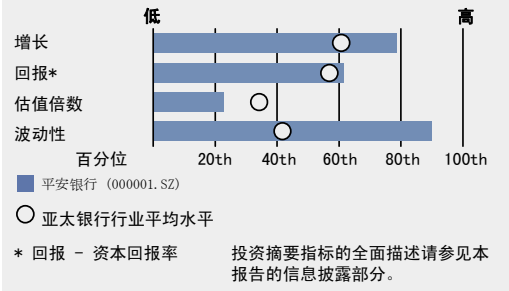 低 高
增长
回报*
估值倍数
波动性
百分位 20th 40th 60th 80th 100th
平安银行 (000001.SZ)
亚太银行行业平均水平
* 回报 - 资本回报率 投资摘要指标的全面描述请参见本
报告的信息披露部分。